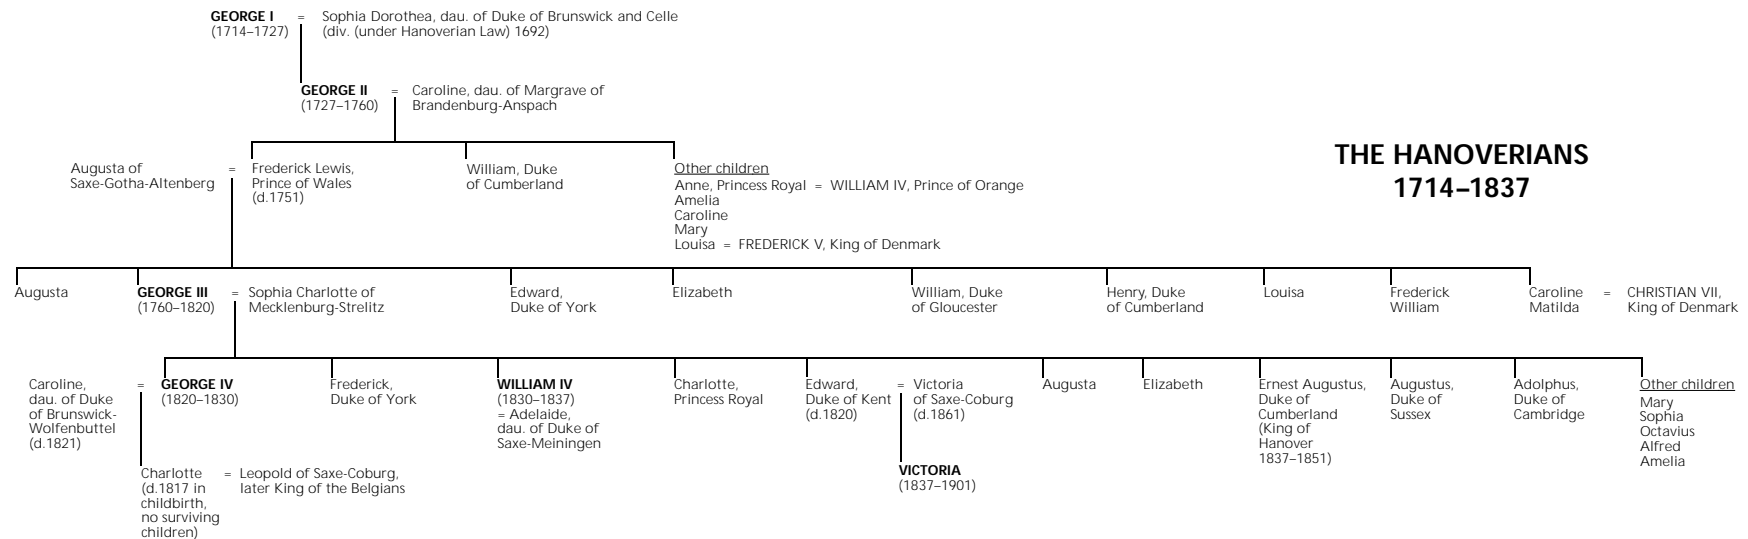 GEORGE I = Sophia Dorothea, dau. of Duke of Brunswick and Celle
(1714–1727) (div. (under Hanoverian Law) 1692)
GEORGE II = Caroline, dau. of Margrave of
(1727–1760) Brandenburg-Anspach
THE HANOVERIANS
1714–1837
Augusta of
Saxe-Gotha-Altenberg
=
Frederick Lewis,
Prince of Wales
(d.1751)
William, Duke
of Cumberland
Other children
Anne, Princess Royal = WILLIAM IV, Prince of Orange
Amelia
Caroline
Mary
Louisa = FREDERICK V, King of Denmark
Augusta
GEORGE III
(1760–1820)
=
Sophia Charlotte of
Mecklenburg-Strelitz
Edward,
Duke of York
Elizabeth
William, Duke
of Gloucester
Henry, Duke
of Cumberland
Louisa
Frederick
William
Caroline
Matilda
=
CHRISTIAN VII,
King of Denmark
Caroline,
dau. of Duke
of Brunswick-
Wolfenbuttel
(d.1821)
=
GEORGE IV
(1820–1830)
Frederick,
Duke of York
WILLIAM IV
(1830–1837)
= Adelaide,
dau. of Duke of
Saxe-Meiningen
Charlotte,
Princess Royal
Edward,
Duke of Kent
(d.1820)
=
Victoria
of Saxe-Coburg
(d.1861)
Augusta
Elizabeth
Ernest Augustus,
Duke of
Cumberland
(King of
Hanover
1837–1851)
Augustus,
Duke of
Sussex
Adolphus,
Duke of
Cambridge
Other children
Mary
Sophia
Octavius
Alfred
Amelia
Charlotte
(d.1817 in
childbirth,
no surviving
children)
= Leopold of Saxe-Coburg,
later King of the Belgians
VICTORIA
(1837–1901)